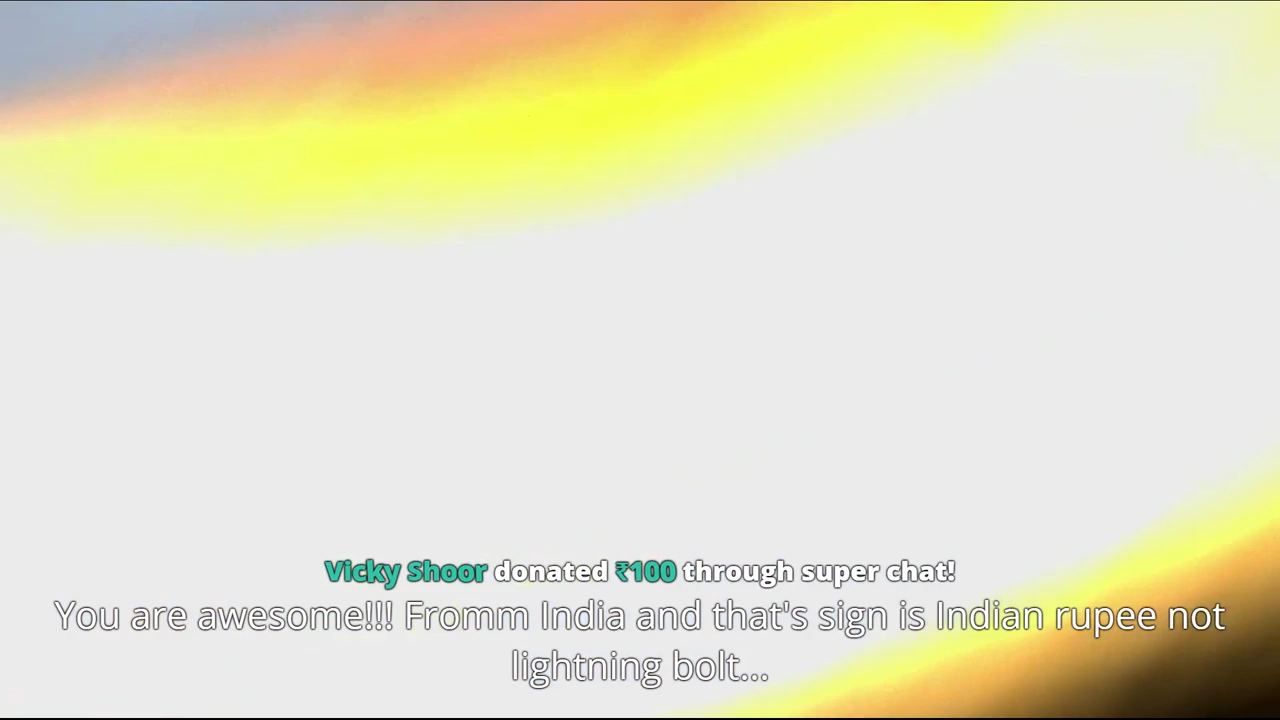 Vicky Shoor donated ₹100 through super chat!
You are awesome!!! Fromm India and that's sign is Indian rupee not
lightning bolt...